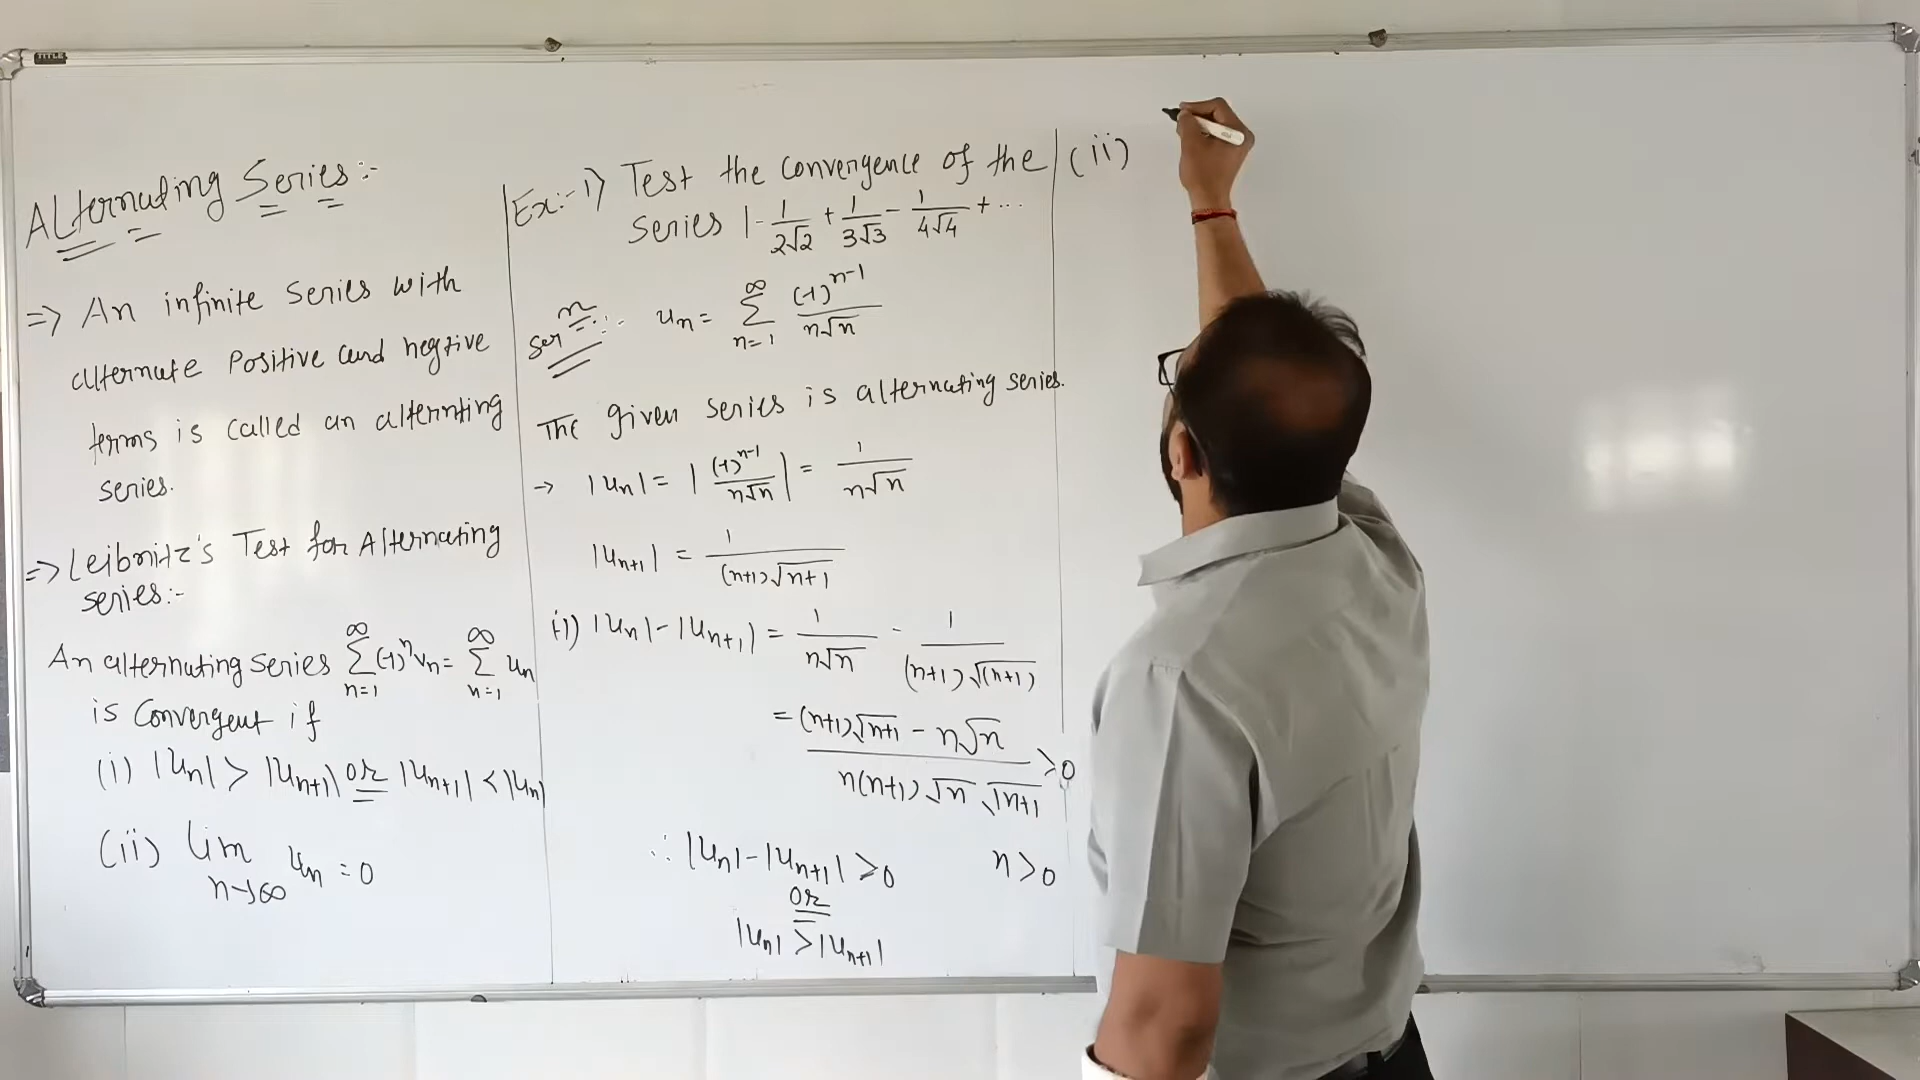 ALternating Series :-
=> An infinite series with
alternate Positive and negtive
terms is called an alternting
series.
=> Leibnitz's Test for Alternating
series:-
An alternating series ∑_{n=1}^{∞} (-1)^n v_n = ∑_{n=1}^{∞} u_n
is convergent if
(i) |u_n| > |u_{n+1}| or |u_{n+1}| < |u_n|
(ii) lim_{n→∞} u_n = 0
Ex:-1) Test the convergence of the
series 1 - 1/(2√2) + 1/(3√3) - 1/(4√4) + ...
so^n :- u_n = ∑_{n=1}^{∞} (-1)^{n-1}/(n√n)
The given series is alternating series.
→ |u_n| = |(-1)^{n-1}/(n√n)| = 1/(n√n)
|u_{n+1}| = 1/((n+1)√(n+1))
(i) |u_n| - |u_{n+1}| = 1/(n√n) - 1/((n+1)√(n+1))
= ((n+1)√(n+1) - n√n)/(n(n+1)√n √(n+1)) > 0
∴ |u_n| - |u_{n+1}| > 0 n > 0
or
|u_n| > |u_{n+1}|
(ii)